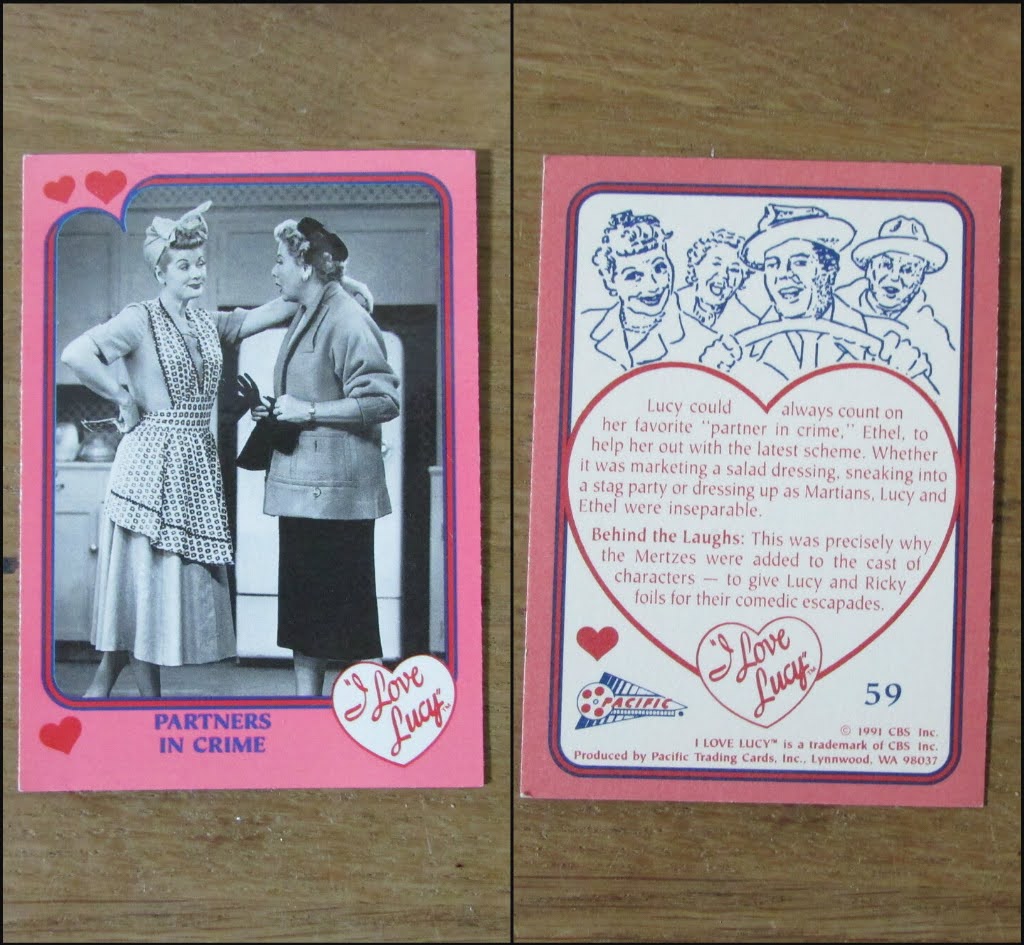 "I Love
Lucy"™
PARTNERS
IN CRIME
Lucy could always count on
her favorite "partner in crime," Ethel, to
help her out with the latest scheme. Whether
it was marketing a salad dressing, sneaking into
a stag party or dressing up as Martians, Lucy and
Ethel were inseparable.
Behind the Laughs: This was precisely why
the Mertzes were added to the cast of
characters — to give Lucy and Ricky
foils for their comedic escapades.
"I Love
Lucy"™
PACIFIC
59
© 1991 CBS Inc.
I LOVE LUCY™ is a trademark of CBS Inc.
Produced by Pacific Trading Cards, Inc., Lynnwood, WA 98037